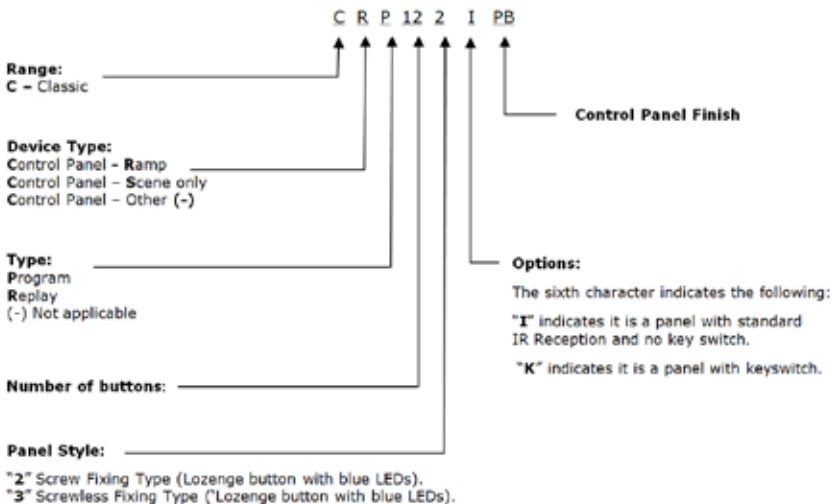 C R P 12 2 I PB
Range:
C – Classic
Control Panel Finish
Device Type:
Control Panel - Ramp
Control Panel – Scene only
Control Panel – Other (-)
Type:
Program
Replay
(-) Not applicable
Options:
The sixth character indicates the following:
"I" indicates it is a panel with standard
IR Reception and no key switch.
"K" indicates it is a panel with keyswitch.
Number of buttons:
Panel Style:
"2" Screw Fixing Type (Lozenge button with blue LEDs).
"3" Screwless Fixing Type ('Lozenge button with blue LEDs).